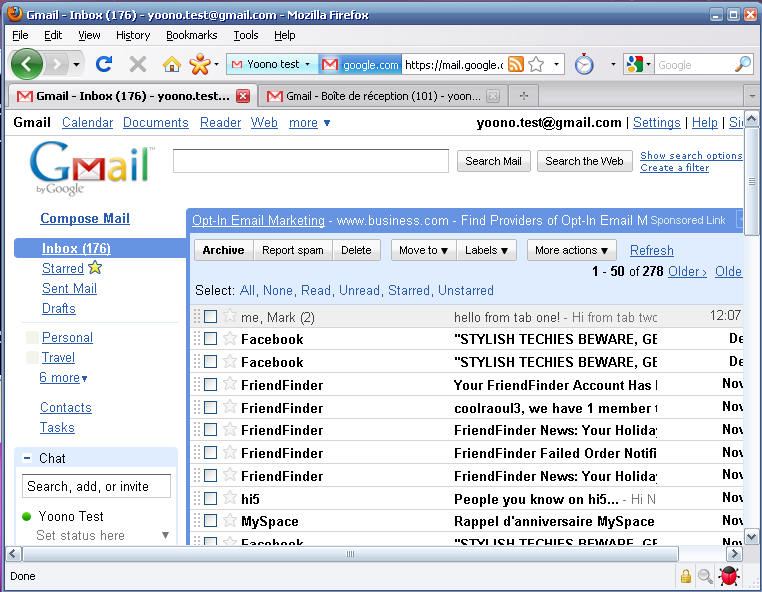 Gmail - Inbox (176) - yoono.test@gmail.com - Mozilla Firefox
File Edit View History Bookmarks Tools Help
Yoono test google.com https://mail.google.c Google
Gmail - Inbox (176) - yoono.test... Gmail - Boîte de réception (101) - yoon...
Gmail Calendar Documents Reader Web more ▼ yoono.test@gmail.com | Settings | Help | Si
Gmail by Google ™
Search Mail Search the Web Show search options
Create a filter
Compose Mail
Opt-In Email Marketing - www.business.com - Find Providers of Opt-In Email M Sponsored Link
Inbox (176)
Archive Report spam Delete Move to ▼ Labels ▼ More actions ▼ Refresh
Starred
1 - 50 of 278 Older › Olde
Sent Mail
Select: All, None, Read, Unread, Starred, Unstarred
Drafts
me, Mark (2) hello from tab one! - Hi from tab two 12:07
Personal
Facebook "STYLISH TECHIES BEWARE, GE De
Travel
Facebook "STYLISH TECHIES BEWARE, GE De
6 more ▾
FriendFinder Your FriendFinder Account Has Nov
Contacts
FriendFinder coolraoul3, we have 1 member Nov
Tasks
FriendFinder FriendFinder News: Your Holiday Nov
Chat
FriendFinder FriendFinder Failed Order Notifi Nov
FriendFinder FriendFinder News: Your Holiday Nov
Search, add, or invite
hi5 People you know on hi5... - Hi N Nov
Yoono Test
MySpace Rappel d'anniversaire MySpace Nov
Set status here ▼
Facebook "STYLISH TECHIES BEWARE, GE Nov
Done